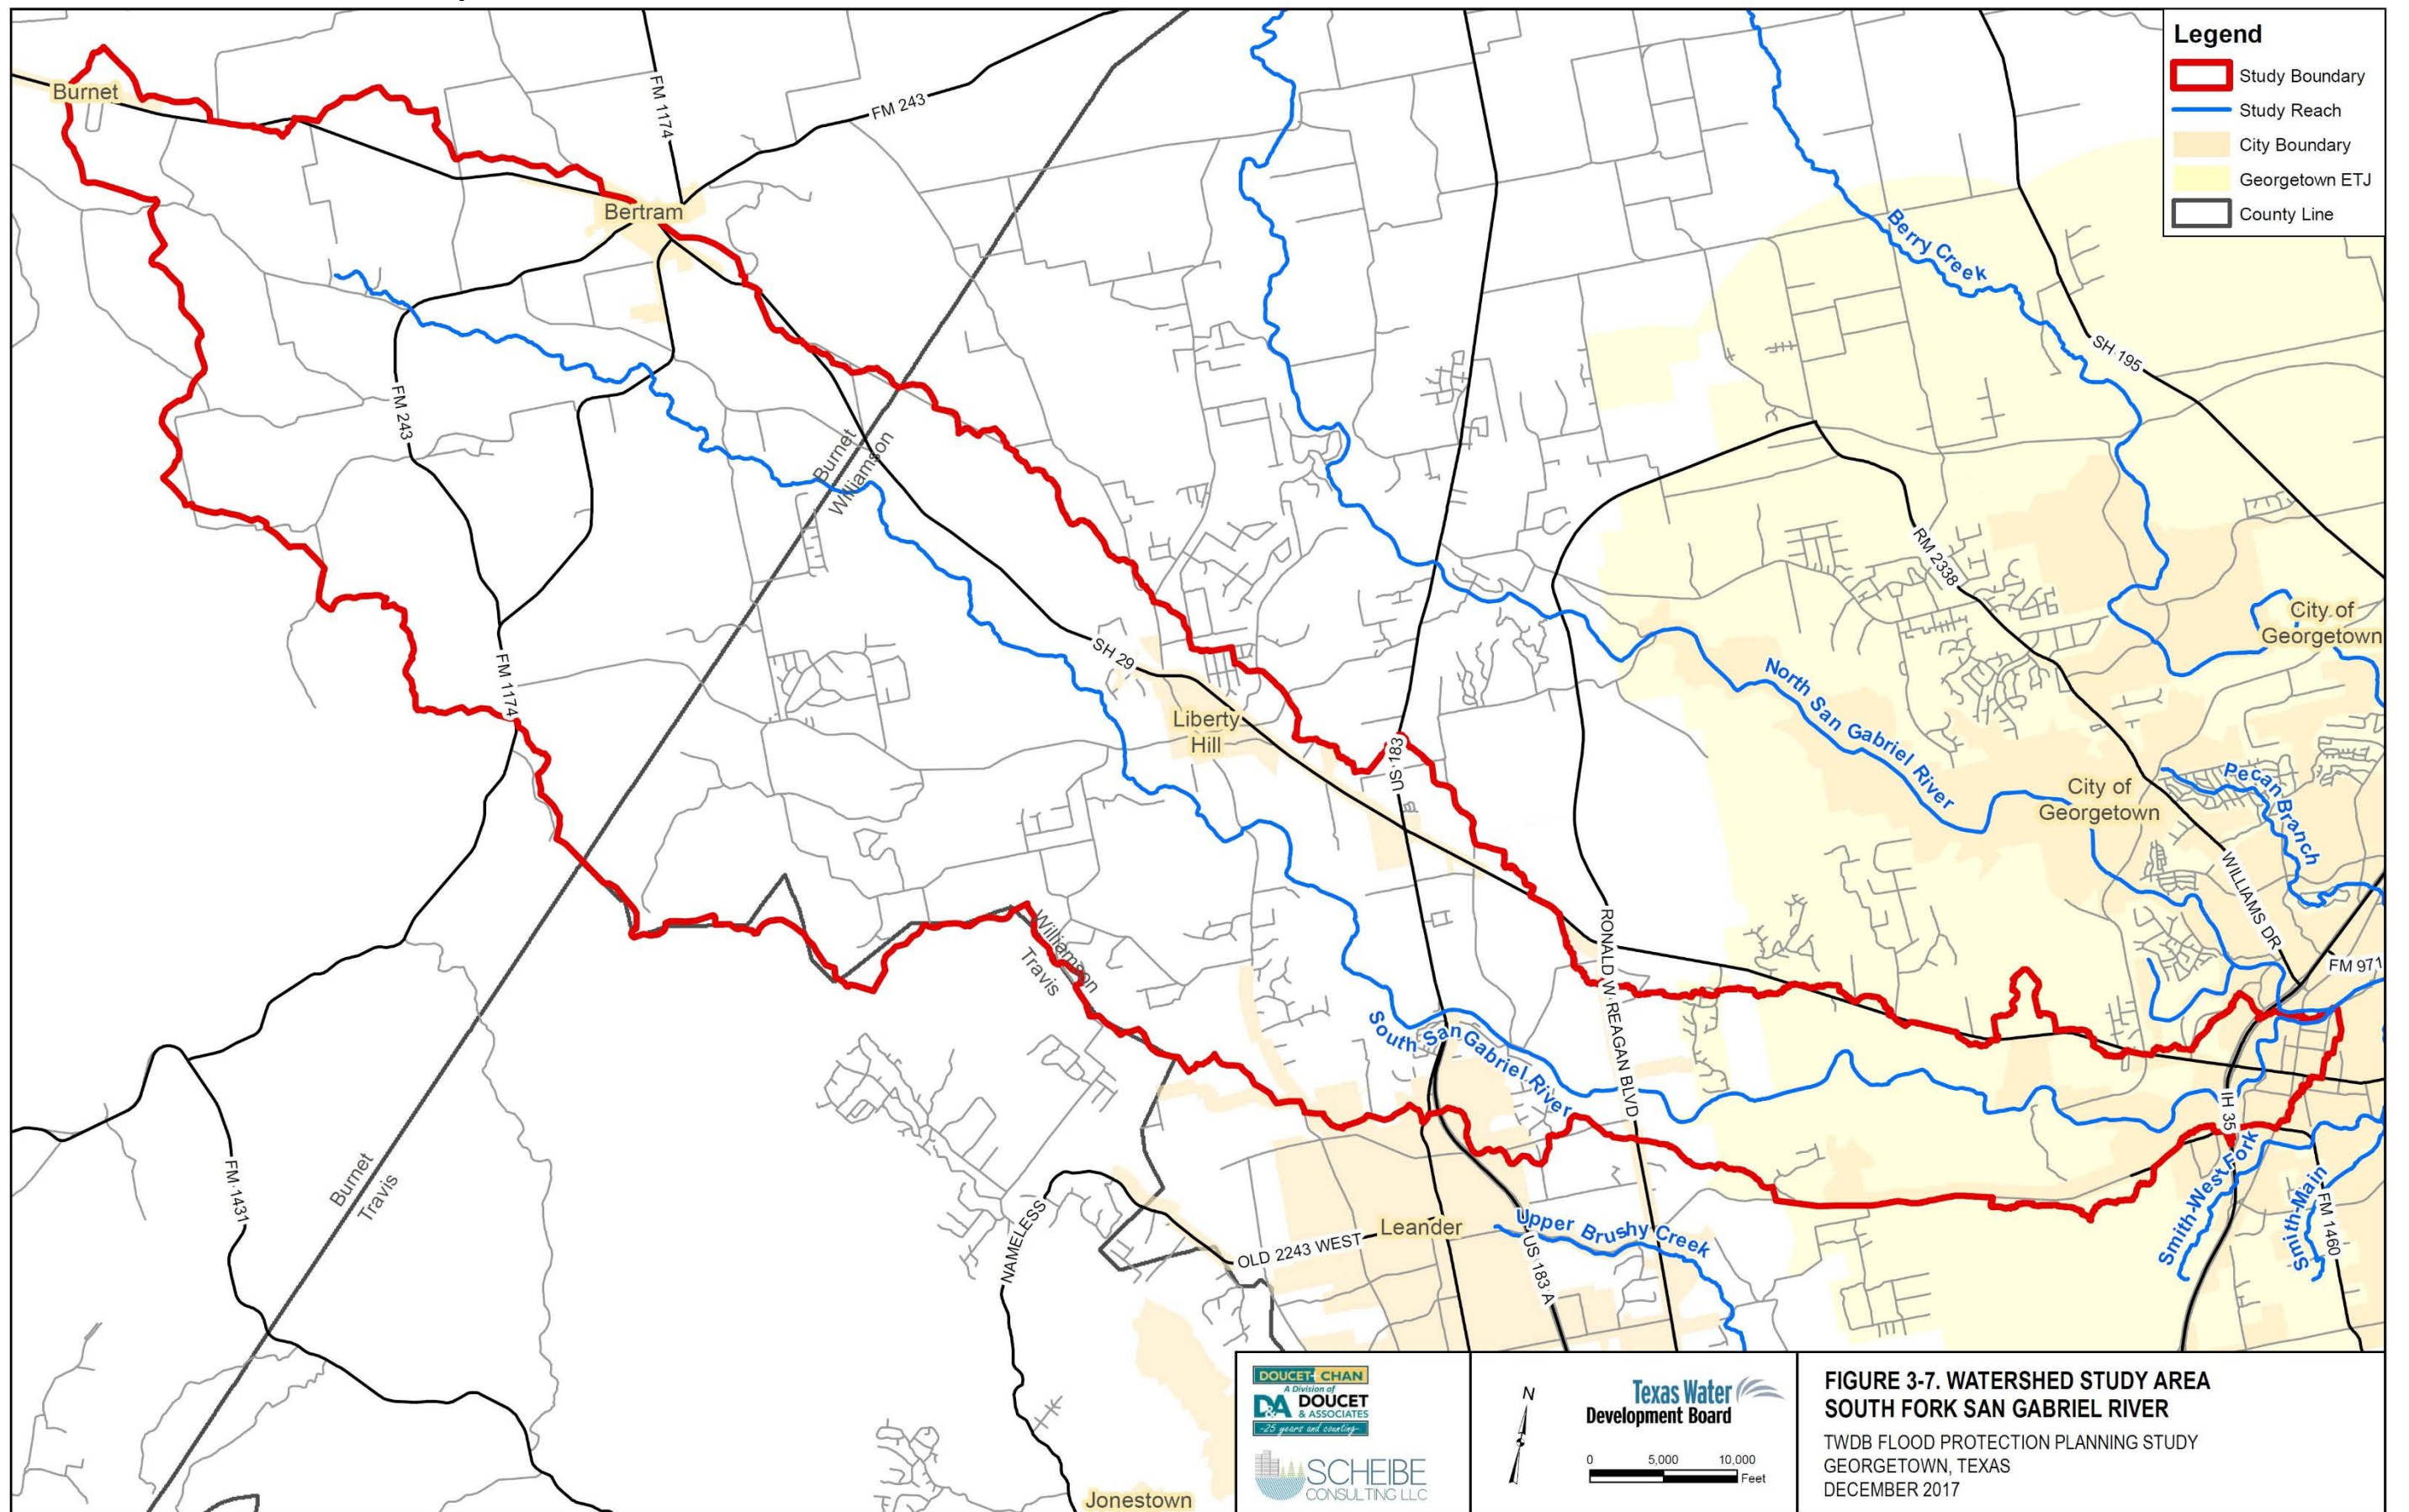 Legend
Study Boundary
Study Reach
City Boundary
Georgetown ETJ
County Line
Burnet
FM 1174
FM 243
Bertram
Berry Creek
SH 195
FM 243
Burnet
Williamson
RM 2338
City of
Georgetown
SH 29
FM 1174
Liberty
Hill
US 183
North San Gabriel River
City of
Georgetown
Pecan Branch
WILLIAMS DR
FM 971
Williamson
Travis
RONALD W REAGAN BLVD
South San Gabriel River
IH 35
Burnet
Travis
FM 1431
NAMELESS
OLD 2243 WEST
Leander
Upper Brushy Creek
US 183 A
Smith-West Fork
Smith-Main
FM 1460
Jonestown
DOUCET+CHAN
A Division of
D&A DOUCET
& ASSOCIATES
-25 years and counting-
SCHEIBE
CONSULTING LLC
N
Texas Water
Development Board
0 5,000 10,000
Feet
FIGURE 3-7. WATERSHED STUDY AREA
SOUTH FORK SAN GABRIEL RIVER
TWDB FLOOD PROTECTION PLANNING STUDY
GEORGETOWN, TEXAS
DECEMBER 2017